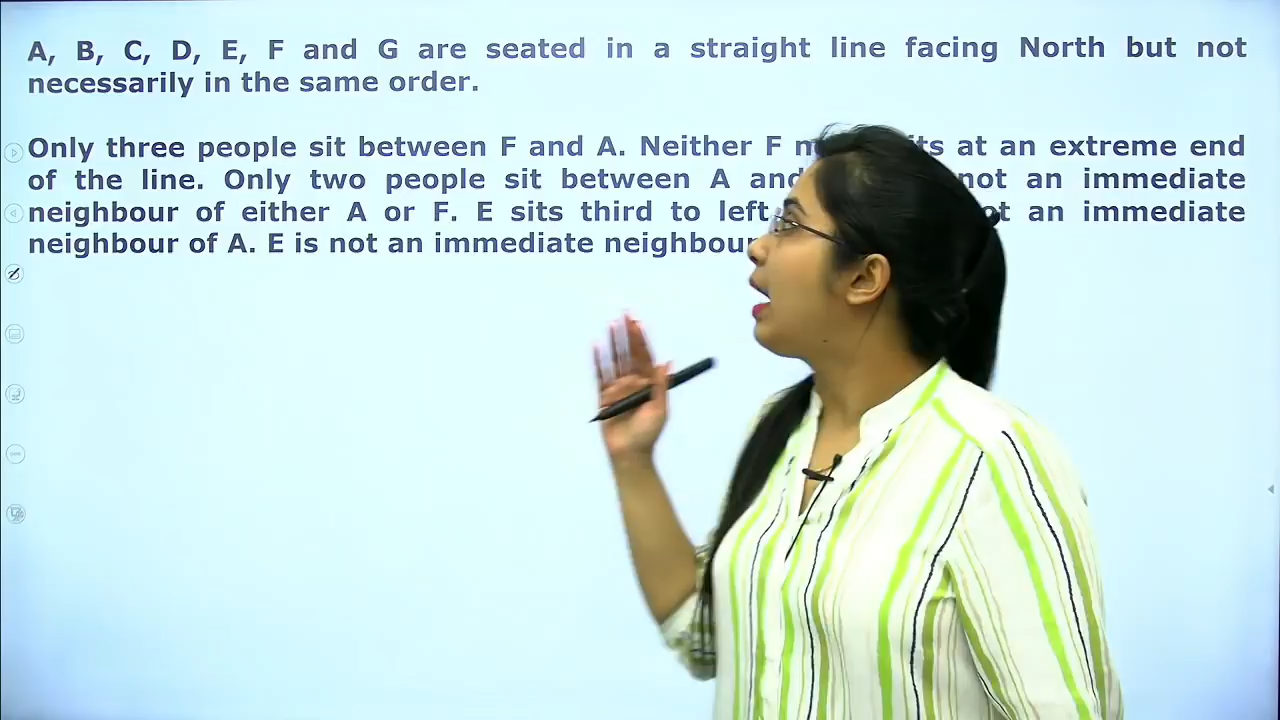 A, B, C, D, E, F and G are seated in a straight line facing North but not
necessarily in the same order.
Only three people sit between F and A. Neither F its at an extreme end
of the line. Only two people sit between A and not an immediate
neighbour of either A or F. E sits third to left an immediate
neighbour of A. E is not an immediate neighbour